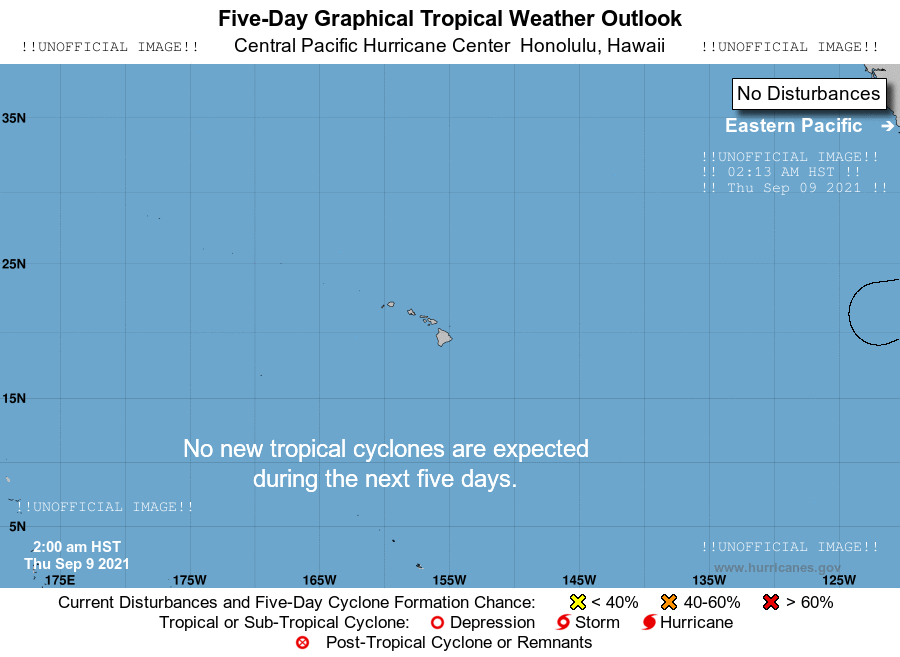 Five-Day Graphical Tropical Weather Outlook
!!UNOFFICIAL IMAGE!! Central Pacific Hurricane Center Honolulu, Hawaii !!UNOFFICIAL IMAGE!!
No Disturbances
35N
Eastern Pacific →
!!UNOFFICIAL IMAGE!!
!! 02:13 AM HST !!
!! Thu Sep 09 2021 !!
25N
15N
No new tropical cyclones are expected
during the next five days.
!!UNOFFICIAL IMAGE!!
5N
2:00 am HST
Thu Sep 9 2021
!!UNOFFICIAL IMAGE!!
www.hurricanes.gov
175E 175W 165W 155W 145W 135W 125W
Current Disturbances and Five-Day Cyclone Formation Chance: < 40% 40-60% > 60%
Tropical or Sub-Tropical Cyclone: Depression Storm Hurricane
Post-Tropical Cyclone or Remnants